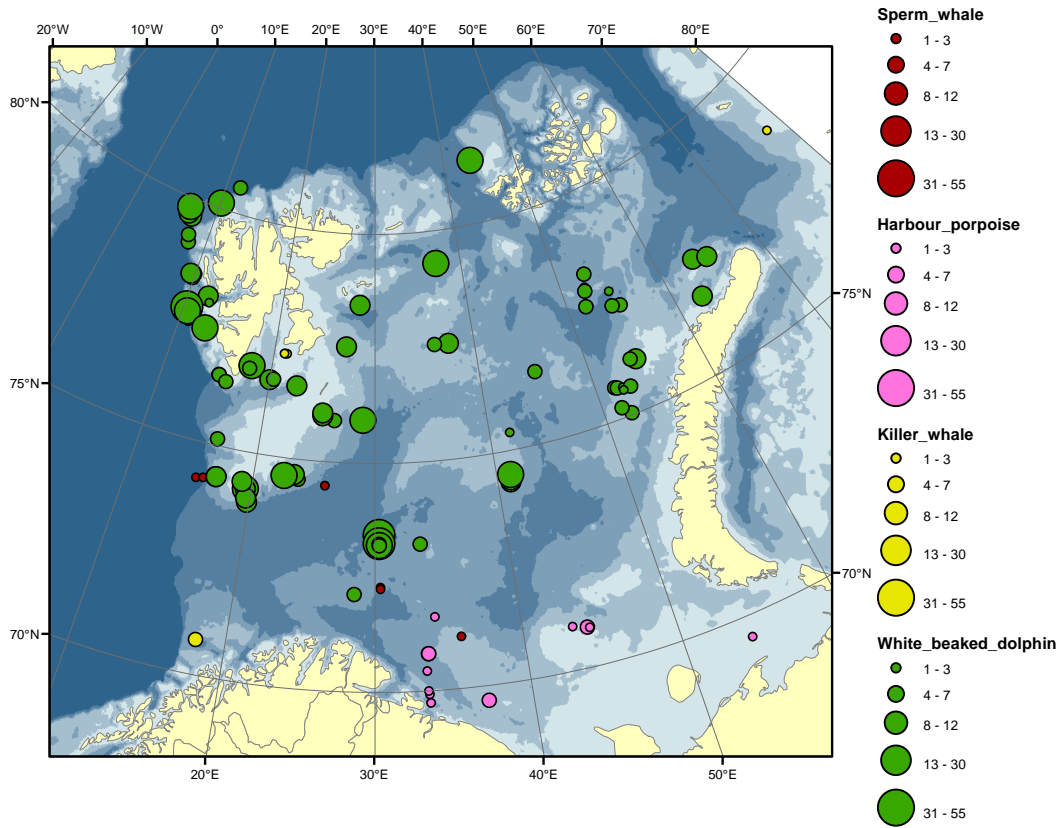 20°W 10°W 0° 10°E 20°E 30°E 40°E 50°E 60°E 70°E 80°E
80°N
75°N
70°N
75°N
70°N
20°E 30°E 40°E 50°E
Sperm_whale
1 - 3
4 - 7
8 - 12
13 - 30
31 - 55
Harbour_porpoise
1 - 3
4 - 7
8 - 12
13 - 30
31 - 55
Killer_whale
1 - 3
4 - 7
8 - 12
13 - 30
31 - 55
White_beaked_dolphin
1 - 3
4 - 7
8 - 12
13 - 30
31 - 55